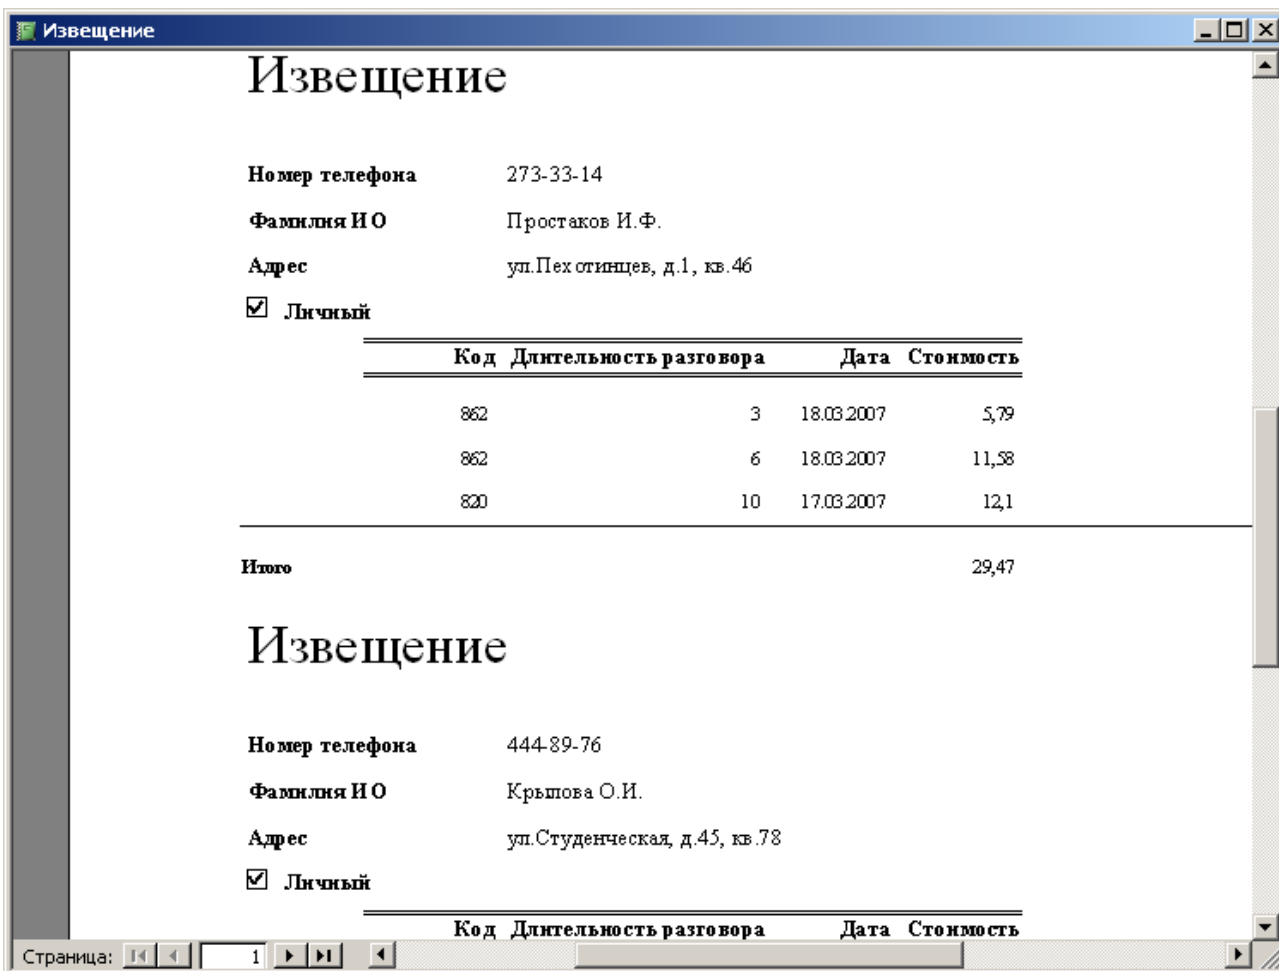 Извещение
Извещение
Номер телефона 273-33-14
Фамилия И О Простаков И.Ф.
Адрес ул.Пехотинцев, д.1, кв.46
Личный
Код Длительность разговора Дата Стоимость
862 3 18.03.2007 5,79
862 6 18.03.2007 11,58
820 10 17.03.2007 12,1
Итого 29,47
Извещение
Номер телефона 444-89-76
Фамилия И О Крылова О.И.
Адрес ул.Студенческая, д.45, кв.78
Личный
Код Длительность разговора Дата Стоимость
Страница: 1